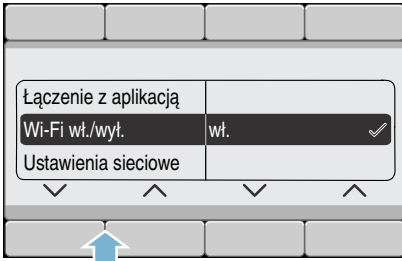 Łączenie z aplikacją
Wi-Fi wł./wył. wł.
Ustawienia sieciowe